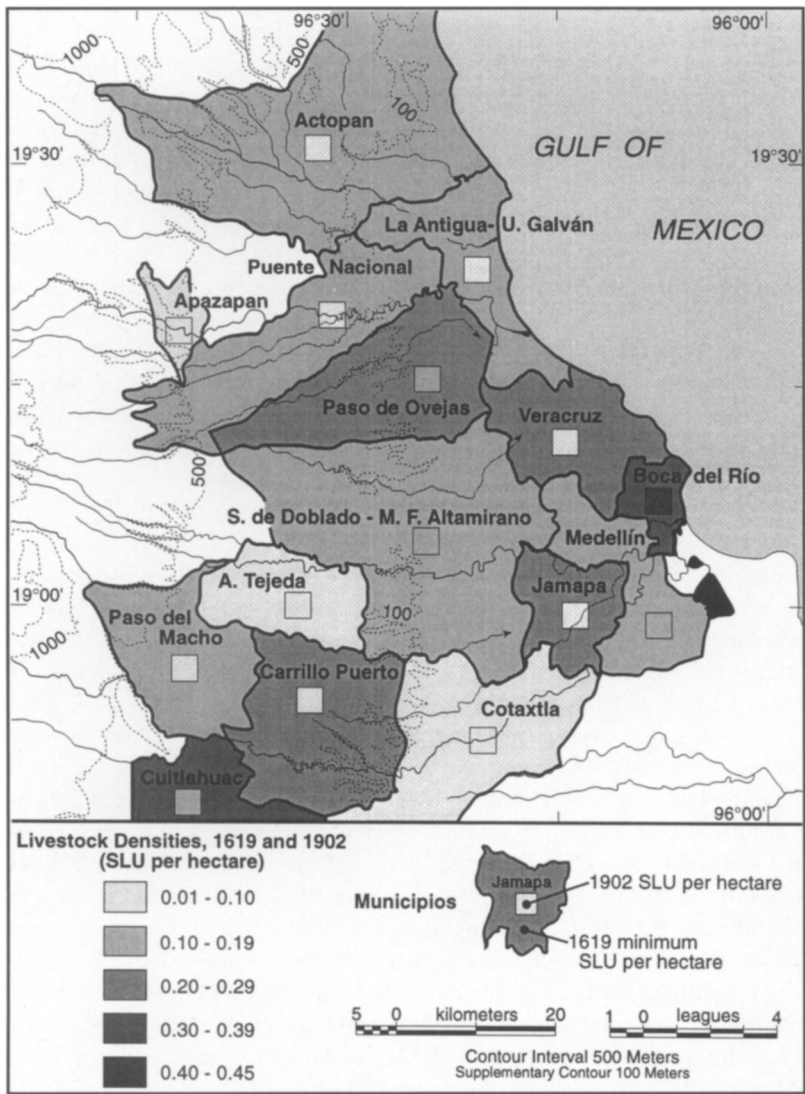 96°30'
96°00'
1000
500
100
Actopan
GULF OF
19°30'
19°30'
MEXICO
La Antigua- U. Galván
Puente Nacional
Apazapan
Paso de Ovejas
Veracruz
500
Boca del Río
S. de Doblado - M. F. Altamirano
Medellín
A. Tejeda
Jamapa
19°00'
100
Paso del
Macho
1000
Carrillo Puerto
Cotaxtla
Cuitlahuac
96°00'
Livestock Densities, 1619 and 1902
(SLU per hectare)
0.01 - 0.10
0.10 - 0.19
0.20 - 0.29
0.30 - 0.39
0.40 - 0.45
Municipios
Jamapa
1902 SLU per hectare
1619 minimum
SLU per hectare
5 0 kilometers 20
1 0 leagues 4
Contour Interval 500 Meters
Supplementary Contour 100 Meters